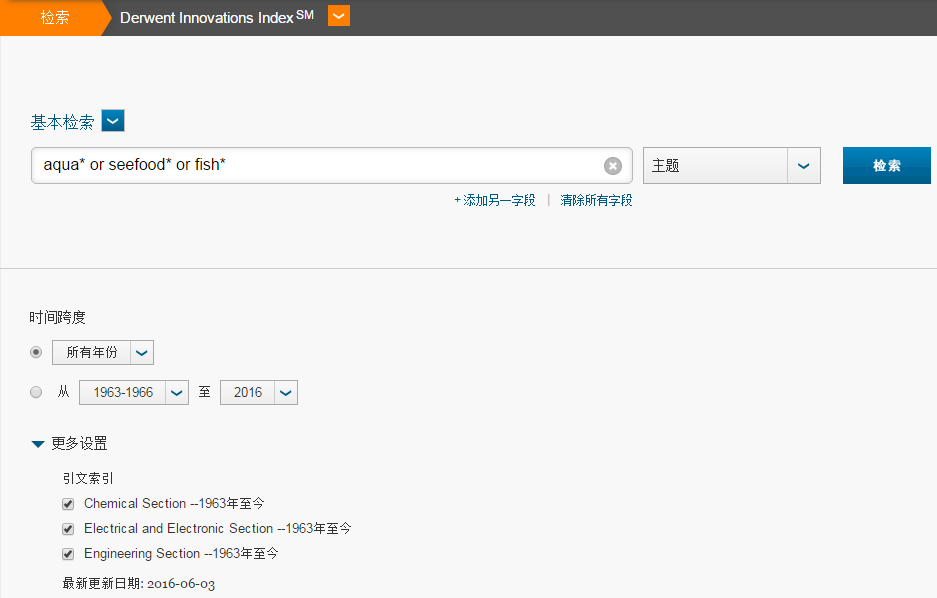 检索 Derwent Innovations Index SM
基本检索
aqua* or seefood* or fish* 主题 检索
+添加另一字段 | 清除所有字段
时间跨度
所有年份
从 1963-1966 至 2016
更多设置
引文索引
Chemical Section --1963年至今
Electrical and Electronic Section --1963年至今
Engineering Section --1963年至今
最新更新日期: 2016-06-03